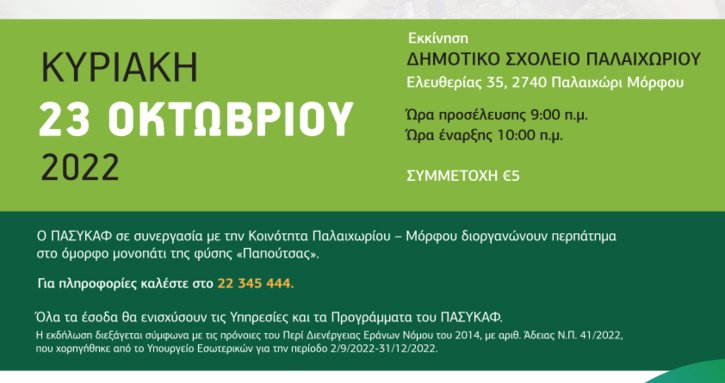 ΚΥΡΙΑΚΗ
23 ΟΚΤΩΒΡΙΟΥ
2022
Εκκίνηση
ΔΗΜΟΤΙΚΟ ΣΧΟΛΕΙΟ ΠΑΛΑΙΧΩΡΙΟΥ
Ελευθερίας 35, 2740 Παλαιχώρι Μόρφου
Ώρα προσέλευσης 9:00 π.μ.
Ώρα έναρξης 10:00 π.μ.
ΣΥΜΜΕΤΟΧΗ €5
Ο ΠΑΣΥΚΑΦ σε συνεργασία με την Κοινότητα Παλαιχωρίου – Μόρφου διοργανώνουν περπάτημα
στο όμορφο μονοπάτι της φύσης «Παπούτσας».
Για πληροφορίες καλέστε στο 22 345 444.
Όλα τα έσοδα θα ενισχύσουν τις Υπηρεσίες και τα Προγράμματα του ΠΑΣΥΚΑΦ.
Η εκδήλωση διεξάγεται σύμφωνα με τις πρόνοιες του Περί Διενέργειας Εράνων Νόμου του 2014, με αριθ. Άδειας Ν.Π. 41/2022,
που χορηγήθηκε από το Υπουργείο Εσωτερικών για την περίοδο 2/9/2022-31/12/2022.